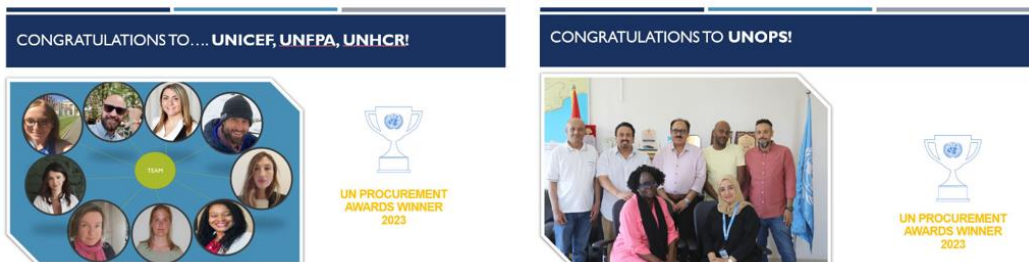 CONGRATULATIONS TO.... UNICEF, UNFPA, UNHCR!
TEAM
UN PROCUREMENT
AWARDS WINNER
2023
CONGRATULATIONS TO UNOPS!
UN PROCUREMENT
AWARDS WINNER
2023